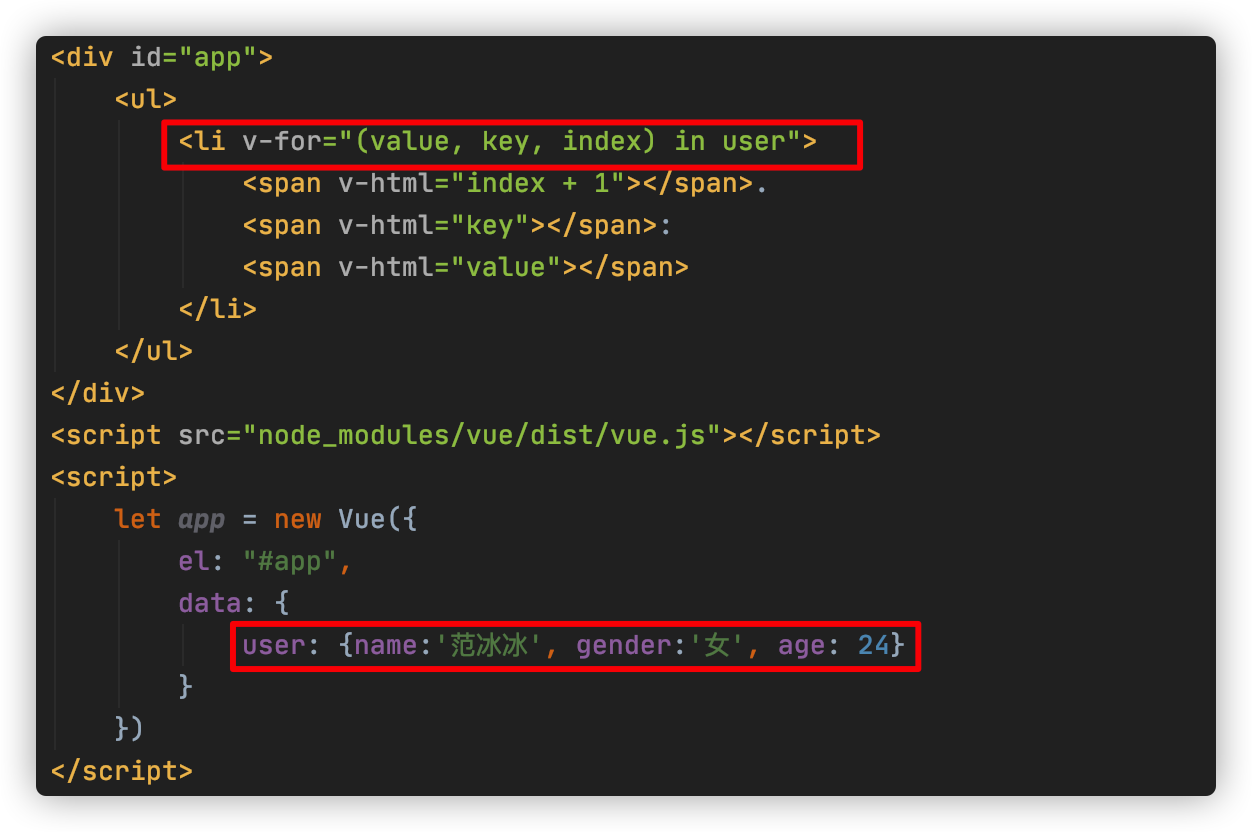 <div id="app">
    <ul>
        <li v-for="(value, key, index) in user">
            <span v-html="index + 1"></span>.
            <span v-html="key"></span>:
            <span v-html="value"></span>
        </li>
    </ul>
</div>
<script src="node_modules/vue/dist/vue.js"></script>
<script>
    let app = new Vue({
        el: "#app",
        data: {
            user: {name:'范冰冰', gender:'女', age: 24}
        }
    })
</script>